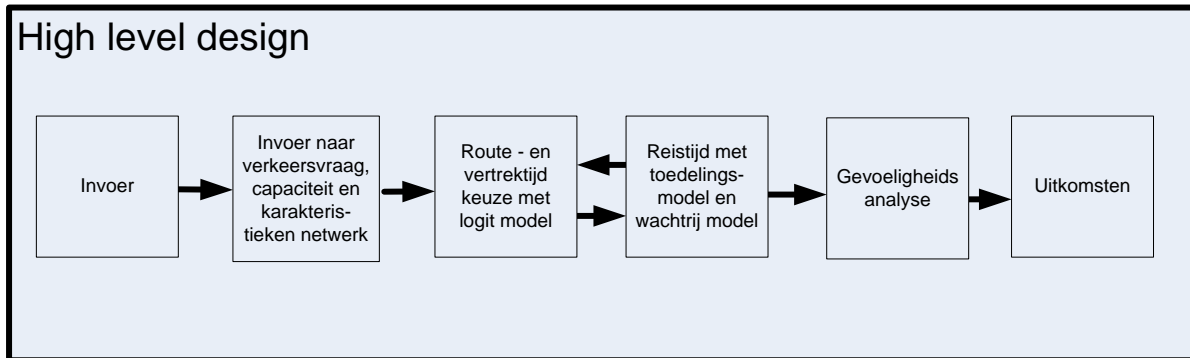 High level design
Invoer
Invoer naar
verkeersvraag,
capaciteit en
karakteris-
tieken netwerk
Route - en
vertrektijd
keuze met
logit model
Reistijd met
toedelings-
model en
wachtrij model
Gevoeligheids
analyse
Uitkomsten